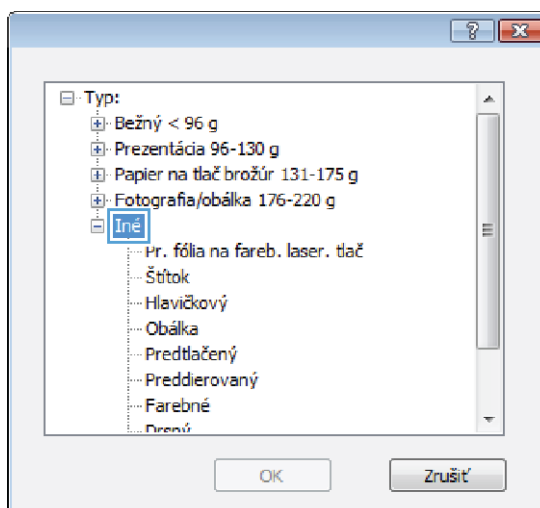 Typ:
Bežný < 96 g
Prezentácia 96-130 g
Papier na tlač brožúr 131-175 g
Fotografia/obálka 176-220 g
Iné
Pr. fólia na fareb. laser. tlač
Štítok
Hlavičkový
Obálka
Predtlačený
Preddierovaný
Farebné
Drsný
OK Zrušiť